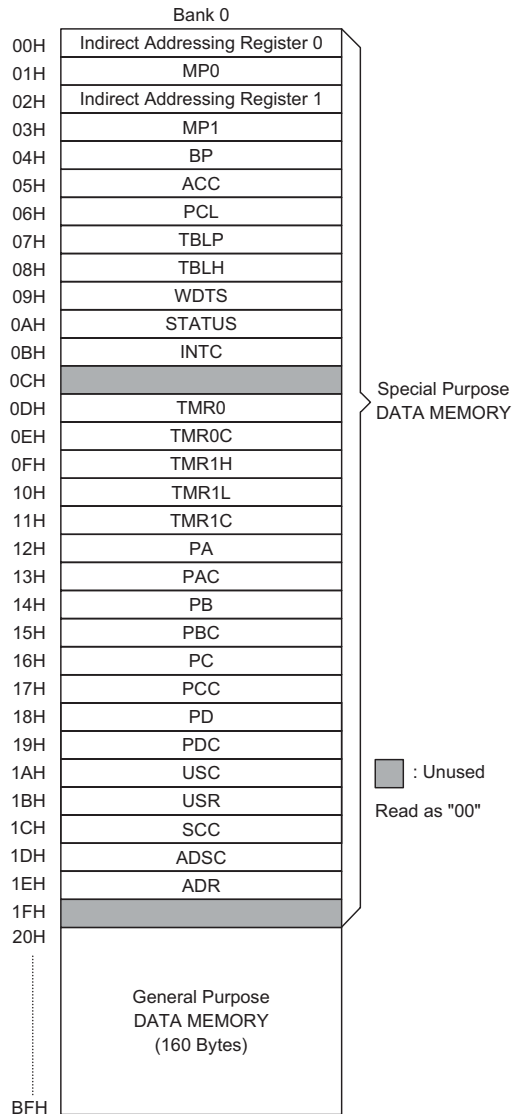 Bank 0
00H Indirect Addressing Register 0
01H MP0
02H Indirect Addressing Register 1
03H MP1
04H BP
05H ACC
06H PCL
07H TBLP
08H TBLH
09H WDTS
0AH STATUS
0BH INTC
0CH
Special Purpose
DATA MEMORY
0DH TMR0
0EH TMR0C
0FH TMR1H
10H TMR1L
11H TMR1C
12H PA
13H PAC
14H PB
15H PBC
16H PC
17H PCC
18H PD
19H PDC
1AH USC
: Unused
1BH USR
Read as "00"
1CH SCC
1DH ADSC
1EH ADR
1FH
20H
General Purpose
DATA MEMORY
(160 Bytes)
BFH